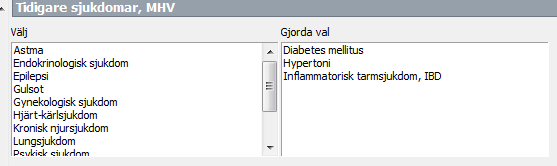 Tidigare sjukdomar, MHV
Välj
Astma
Endokrinologisk sjukdom
Epilepsi
Gulsot
Gynekologisk sjukdom
Hjärt-kärlsjukdom
Kronisk njursjukdom
Lungsjukdom
Psykisk sjukdom
Gjorda val
Diabetes mellitus
Hypertoni
Inflammatorisk tarmsjukdom, IBD